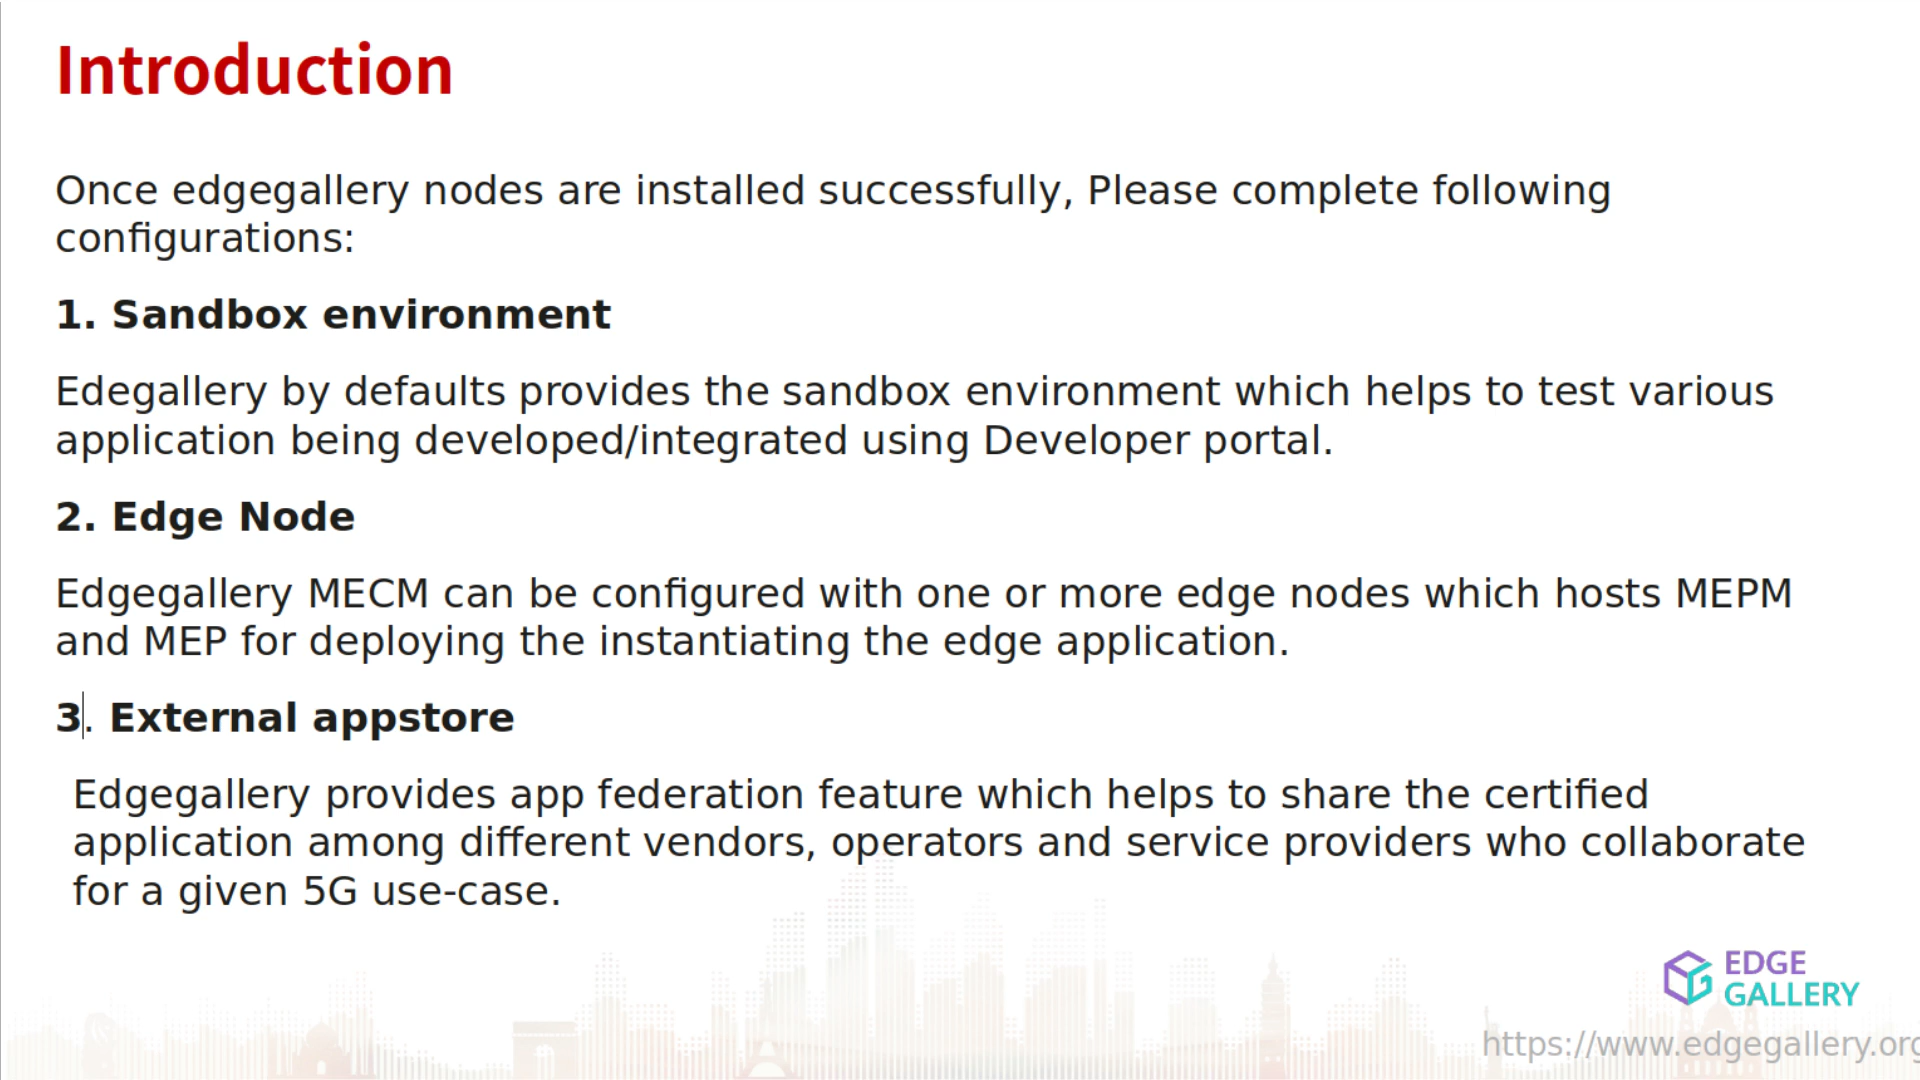 Introduction
Once edgegallery nodes are installed successfully, Please complete following
configurations:
1. Sandbox environment
Edegallery by defaults provides the sandbox environment which helps to test various
application being developed/integrated using Developer portal.
2. Edge Node
Edgegallery MECM can be configured with one or more edge nodes which hosts MEPM
and MEP for deploying the instantiating the edge application.
3. External appstore
Edgegallery provides app federation feature which helps to share the certified
application among different vendors, operators and service providers who collaborate
for a given 5G use-case.
EDGE
GALLERY
https://www.edgegallery.org